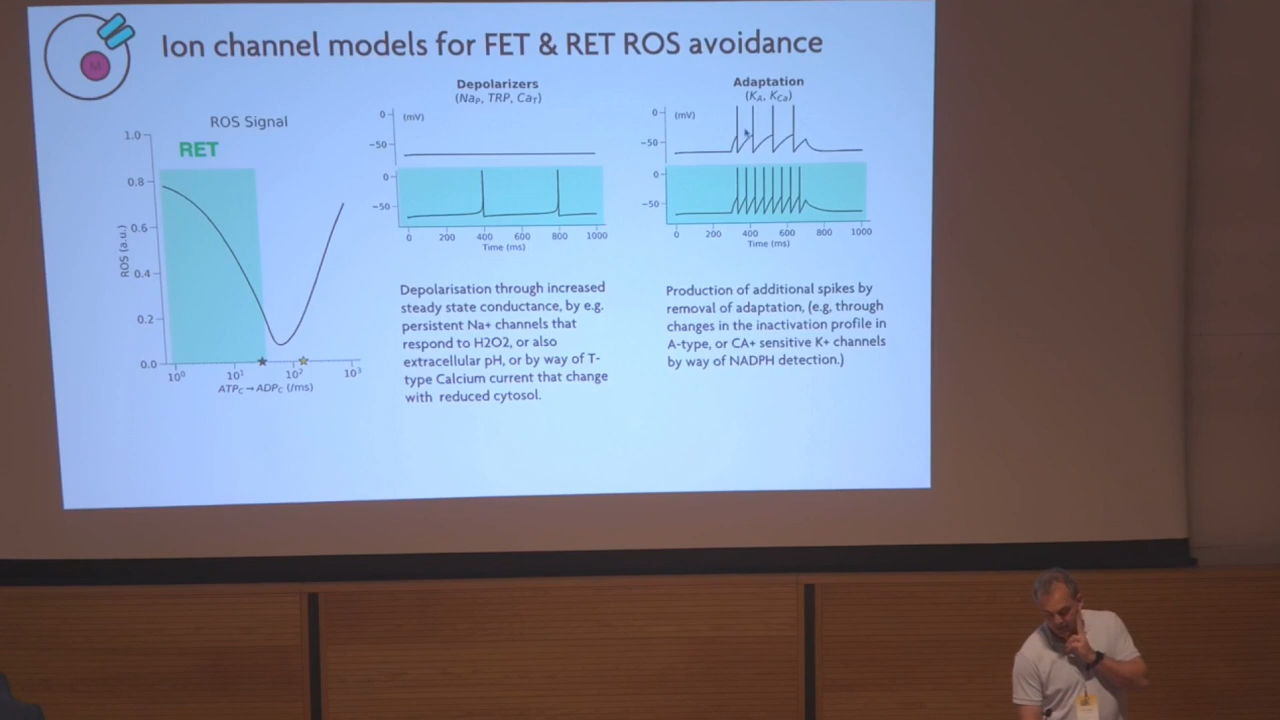 M
Ion channel models for FET & RET ROS avoidance
ROS Signal
RET
1.0
0.8
0.6
0.4
0.2
0.0
ROS (a.u.)
10⁰
10¹
10²
10³
ATP_C→ADP_C (/ms)
Depolarizers
(Na_P, TRP, Ca_T)
0
(mV)
−50
0
−50
0
200
400
600
800
1000
Time (ms)
Depolarisation through increased
steady state conductance, by e.g.
persistent Na+ channels that
respond to H2O2, or also
extracellular pH, or by way of T-
type Calcium current that change
with reduced cytosol.
Adaptation
(K_A, K_Ca)
0
(mV)
−50
0
−50
0
200
400
600
800
1000
Time (ms)
Production of additional spikes by
removal of adaptation, (e.g, through
changes in the inactivation profile in
A-type, or CA+ sensitive K+ channels
by way of NADPH detection.)